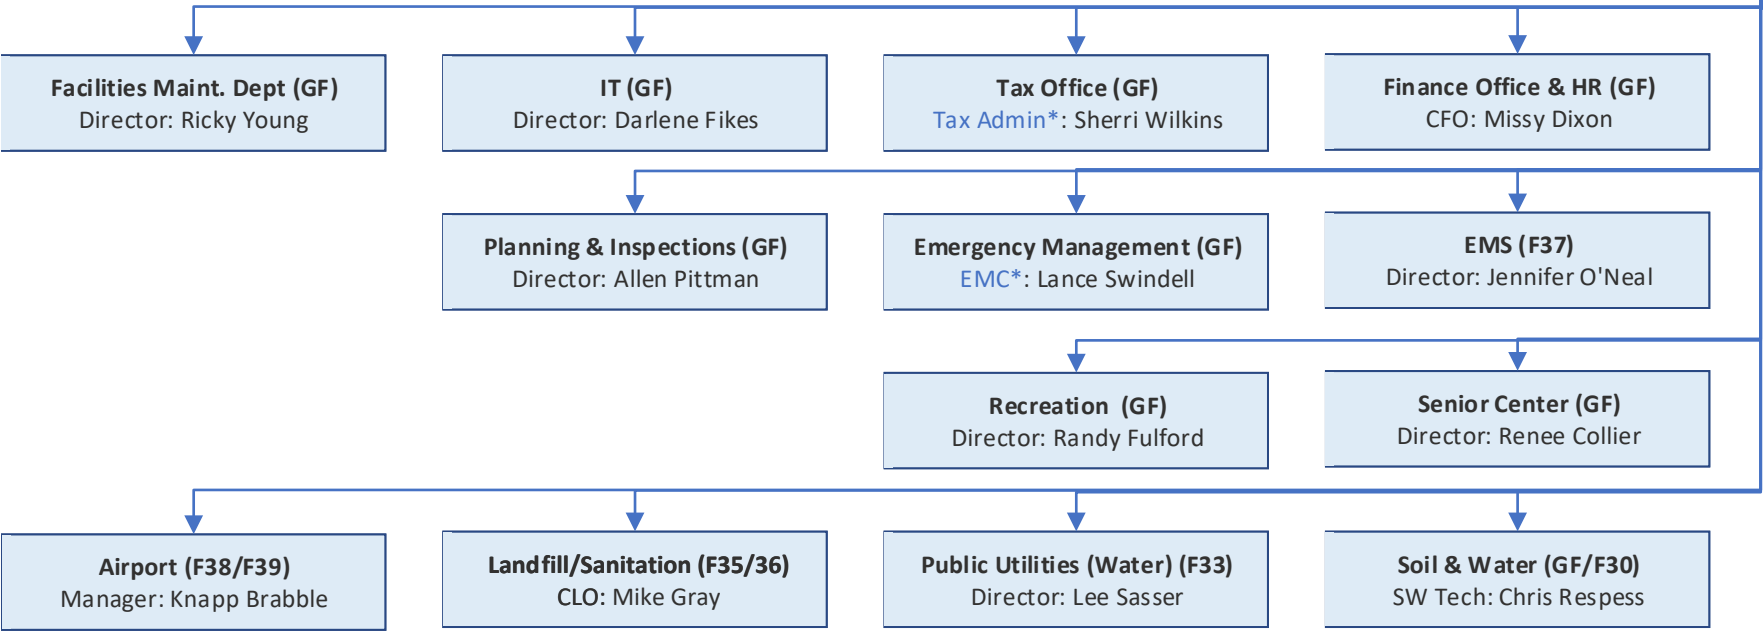 Facilities Maint. Dept (GF)
Director: Ricky Young
IT (GF)
Director: Darlene Fikes
Tax Office (GF)
Tax Admin*: Sherri Wilkins
Finance Office & HR (GF)
CFO: Missy Dixon
Planning & Inspections (GF)
Director: Allen Pittman
Emergency Management (GF)
EMC*: Lance Swindell
EMS (F37)
Director: Jennifer O'Neal
Recreation (GF)
Director: Randy Fulford
Senior Center (GF)
Director: Renee Collier
Airport (F38/F39)
Manager: Knapp Brabble
Landfill/Sanitation (F35/36)
CLO: Mike Gray
Public Utilities (Water) (F33)
Director: Lee Sasser
Soil & Water (GF/F30)
SW Tech: Chris Respess